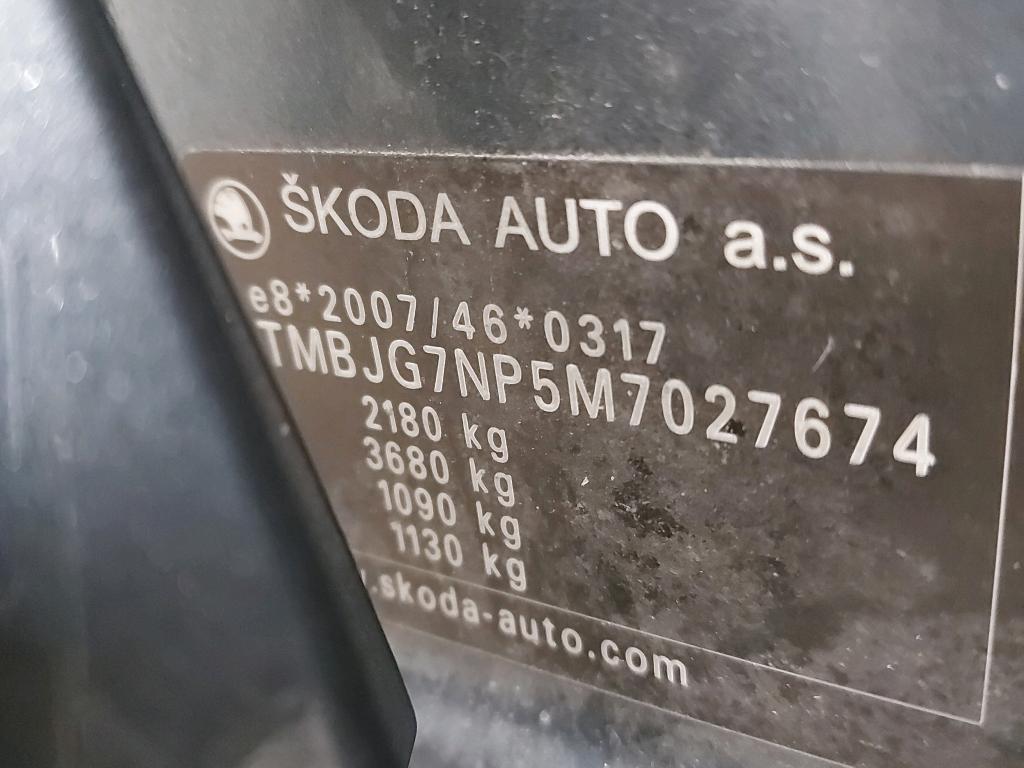 ŠKODA AUTO a.s.
e8*2007/46*0317
TMBJG7NP5M7027674
2180 kg
3680 kg
1090 kg
1130 kg
.skoda-auto.com